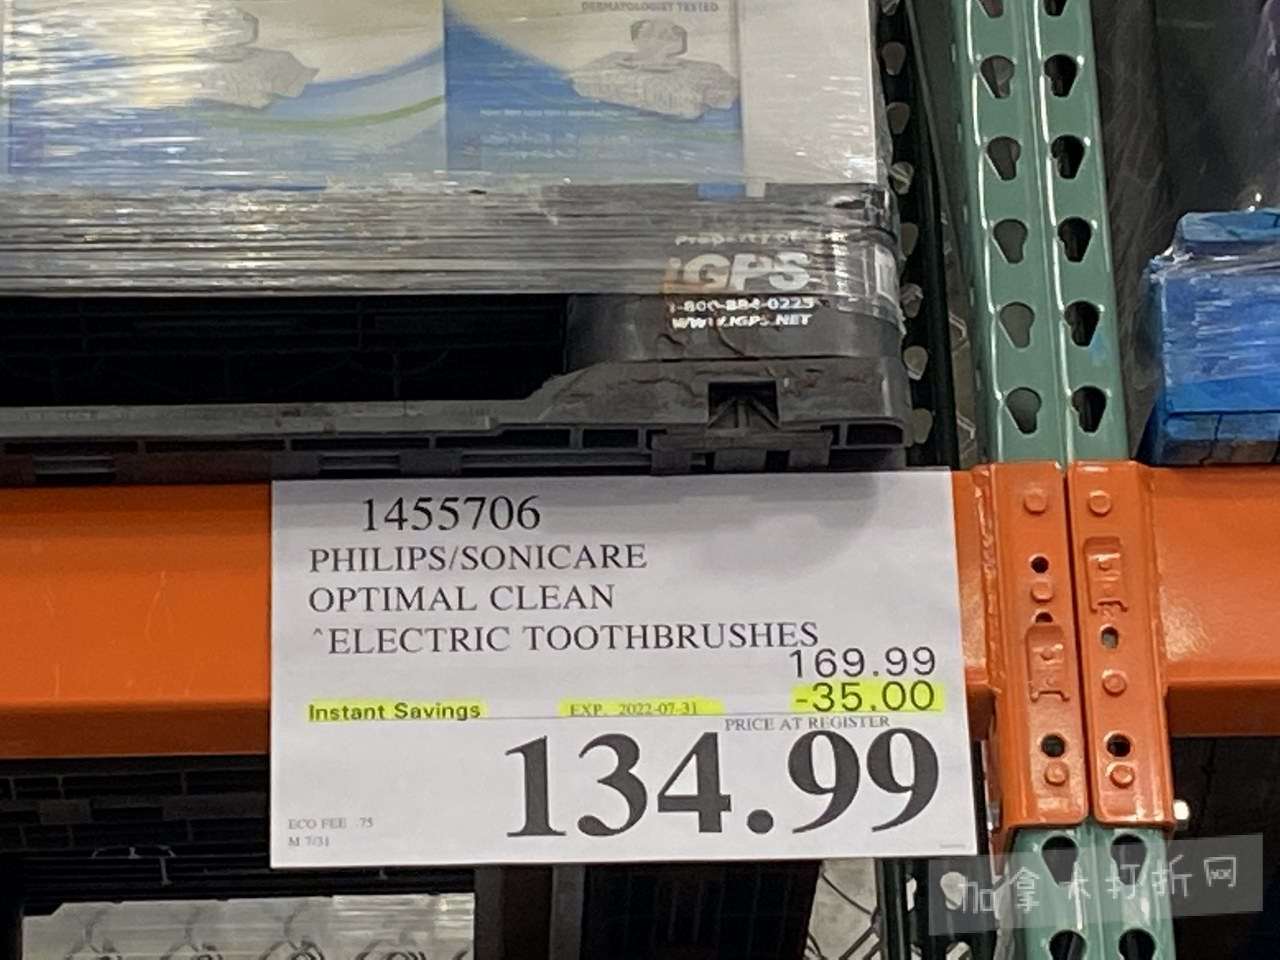 DERMATOLOGIST TESTED
Property of
iGPS
1-800-884-0225
WWW.IGPS.NET
1455706
PHILIPS/SONICARE
OPTIMAL CLEAN
^ELECTRIC TOOTHBRUSHES
169.99
Instant Savings EXP. 2022-07-31 -35.00
PRICE AT REGISTER
134.99
ECO FEE .75
M 7/31
加拿大打折网